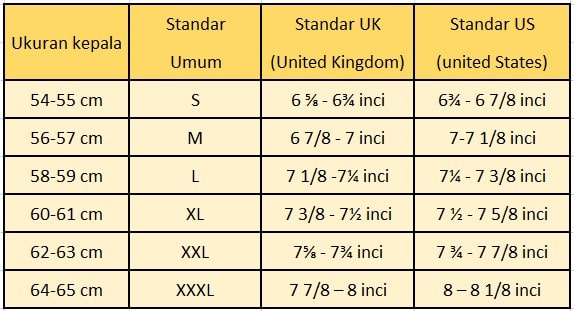 Ukuran kepala Standar Umum Standar UK (United Kingdom) Standar US (united States)
54-55 cm S 6 ⅝ - 6¾ inci 6¾ - 6 7/8 inci
56-57 cm M 6 7/8 - 7 inci 7-7 1/8 inci
58-59 cm L 7 1/8 -7¼ inci 7¼ - 7 3/8 inci
60-61 cm XL 7 3/8 - 7½ inci 7 ½ - 7 5/8 inci
62-63 cm XXL 7⅝ - 7¾ inci 7 ¾ - 7 7/8 inci
64-65 cm XXXL 7 7/8 – 8 inci 8 – 8 1/8 inci